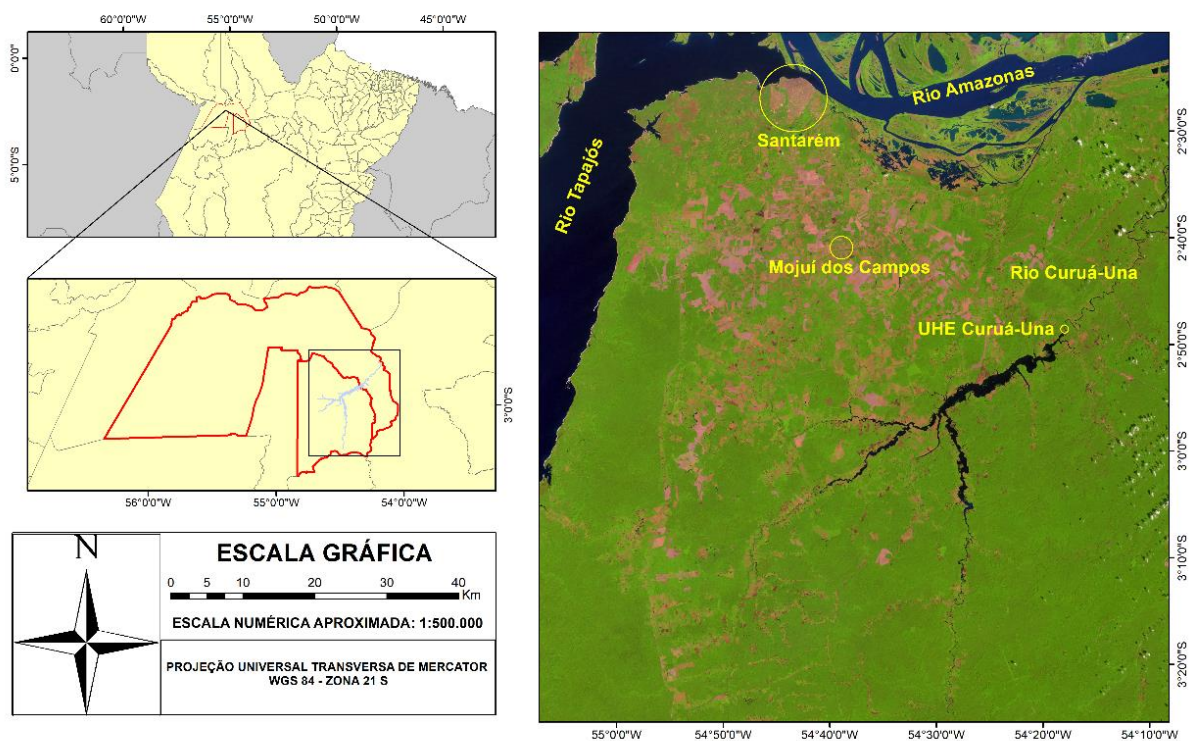 60°0'0"W
55°0'0"W
50°0'0"W
45°0'0"W
0°0'0"
5°0'0"S
3°0'0"S
56°0'0"W
55°0'0"W
54°0'0"W
N
ESCALA GRÁFICA
0 5 10 20 30 40
Km
ESCALA NUMÉRICA APROXIMADA: 1:500.000
PROJEÇÃO UNIVERSAL TRANSVERSA DE MERCATOR
WGS 84 - ZONA 21 S
Rio Amazonas
Santarém
Rio Tapajós
Mojuí dos Campos
Rio Curuá-Una
UHE Curuá-Una
2°30'0"S
2°40'0"S
2°50'0"S
3°0'0"S
3°10'0"S
3°20'0"S
55°0'0"W
54°50'0"W
54°40'0"W
54°30'0"W
54°20'0"W
54°10'0"W